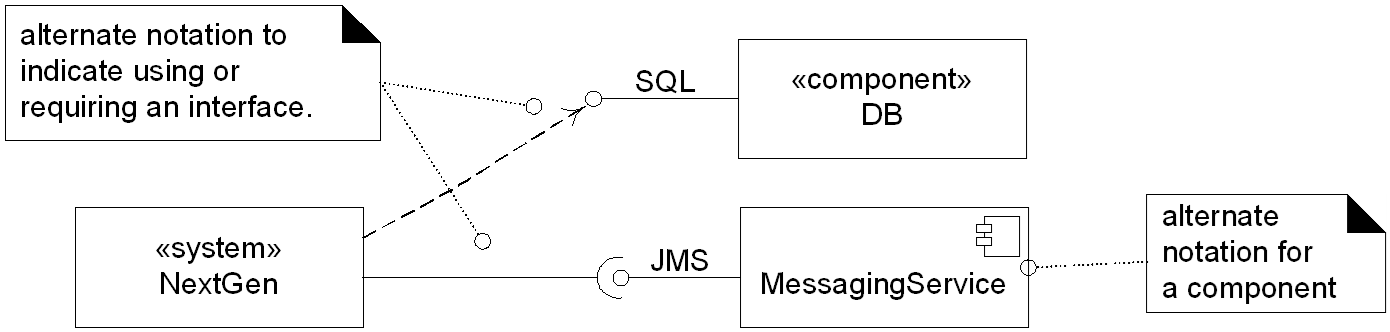 alternate notation to
indicate using or
requiring an interface.
SQL
«component»
DB
«system»
NextGen
JMS
MessagingService
alternate
notation for
a component